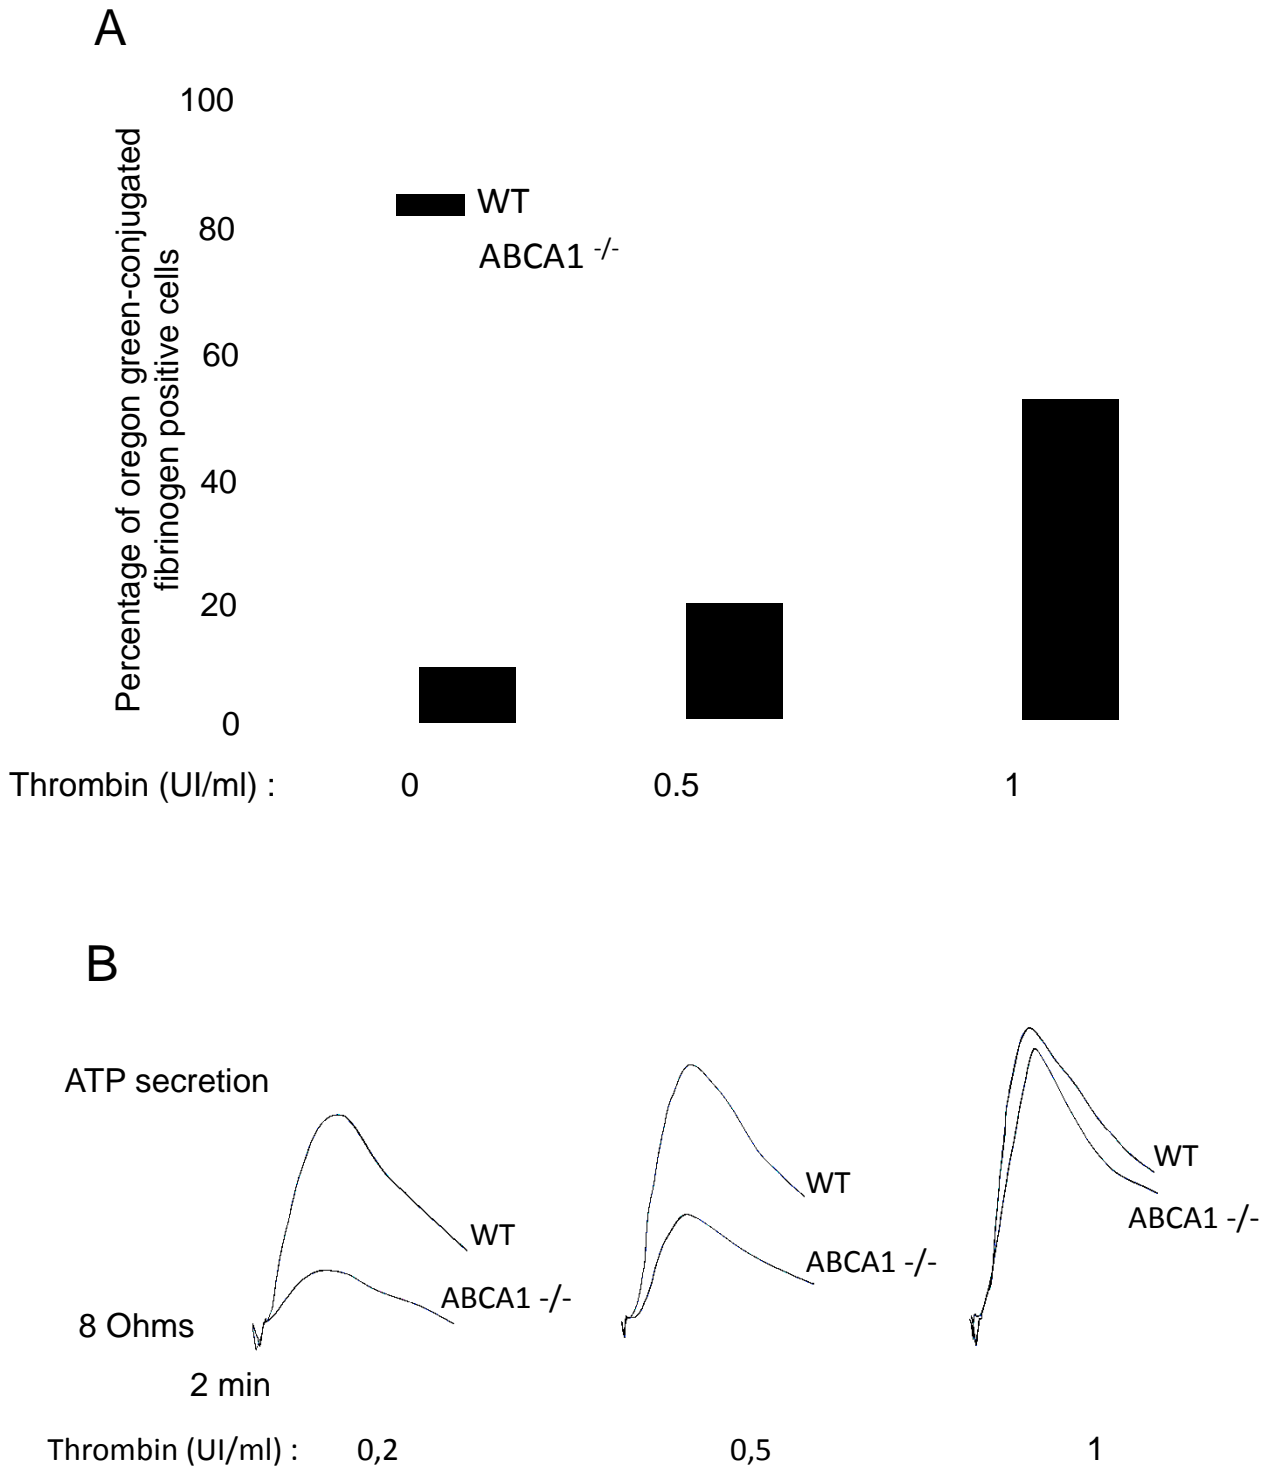 A
100
Percentage of oregon green-conjugated
fibrinogen positive cells
WT
80
ABCA1 -/-
60
40
20
0
Thrombin (UI/ml) : 0 0.5 1
B
ATP secretion
WT
WT
WT
ABCA1 -/-
ABCA1 -/-
ABCA1 -/-
8 Ohms
2 min
Thrombin (UI/ml) : 0,2 0,5 1